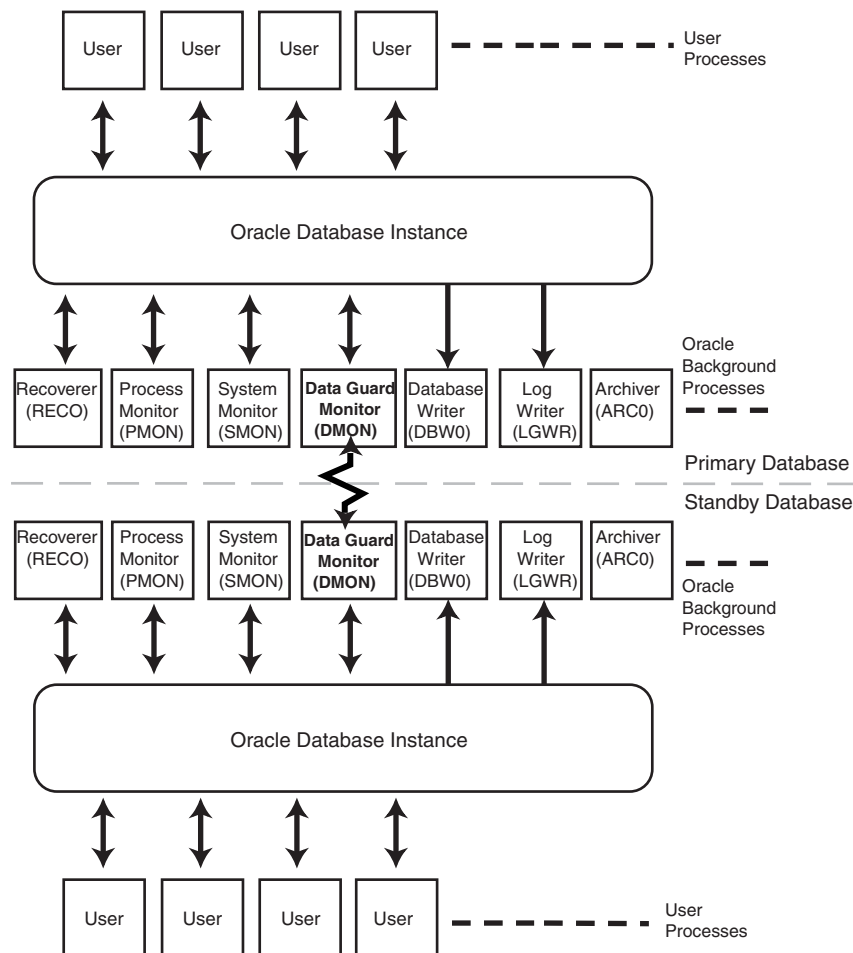 User
User
User
User
User
Processes
Oracle Database Instance
Oracle
Background
Processes
Recoverer
(RECO)
Process
Monitor
(PMON)
System
Monitor
(SMON)
Data Guard
Monitor
(DMON)
Database
Writer
(DBW0)
Log
Writer
(LGWR)
Archiver
(ARC0)
Primary Database
Standby Database
Recoverer
(RECO)
Process
Monitor
(PMON)
System
Monitor
(SMON)
Data Guard
Monitor
(DMON)
Database
Writer
(DBW0)
Log
Writer
(LGWR)
Archiver
(ARC0)
Oracle
Background
Processes
Oracle Database Instance
User
User
User
User
User
Processes